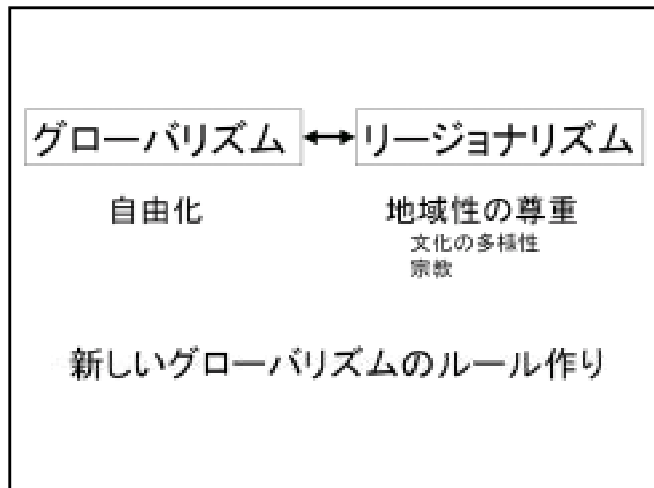 グローバリズム ↔ リージョナリズム
自由化 地域性の尊重
文化の多様性
宗教
新しいグローバリズムのルール作り